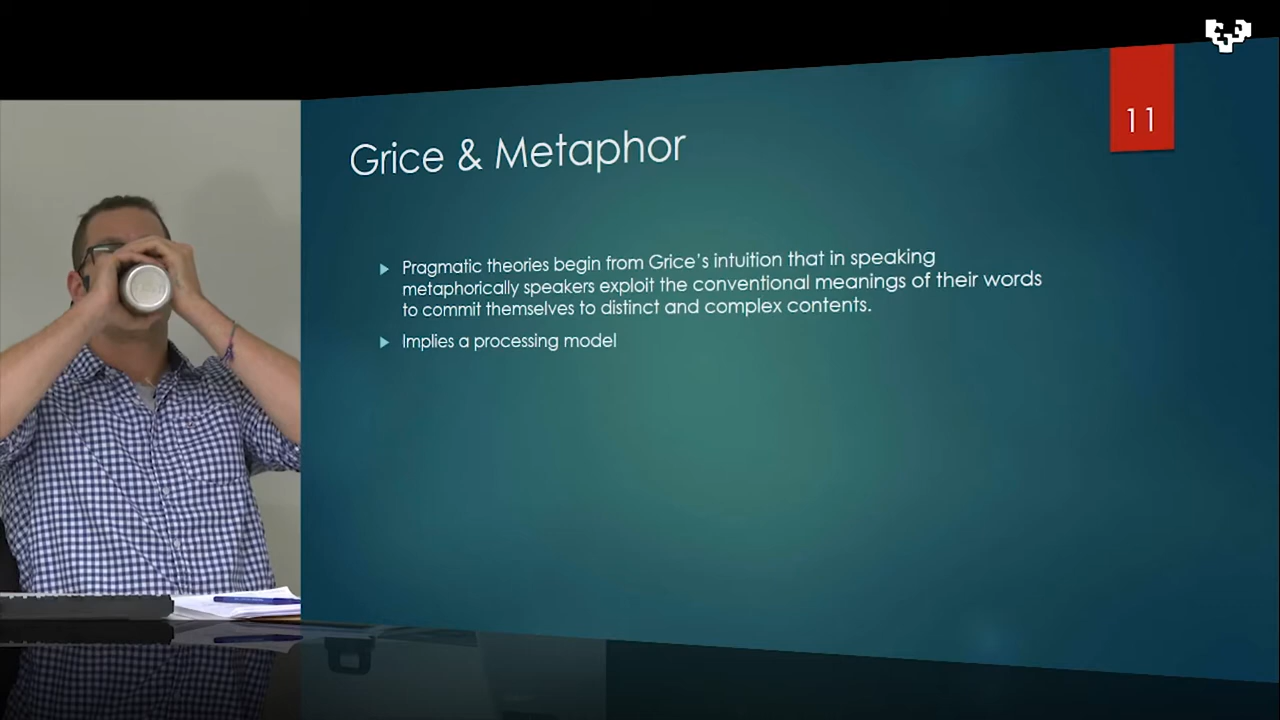 11
Grice & Metaphor
Pragmatic theories begin from Grice's intuition that in speaking
metaphorically speakers exploit the conventional meanings of their words
to commit themselves to distinct and complex contents.
Implies a processing model